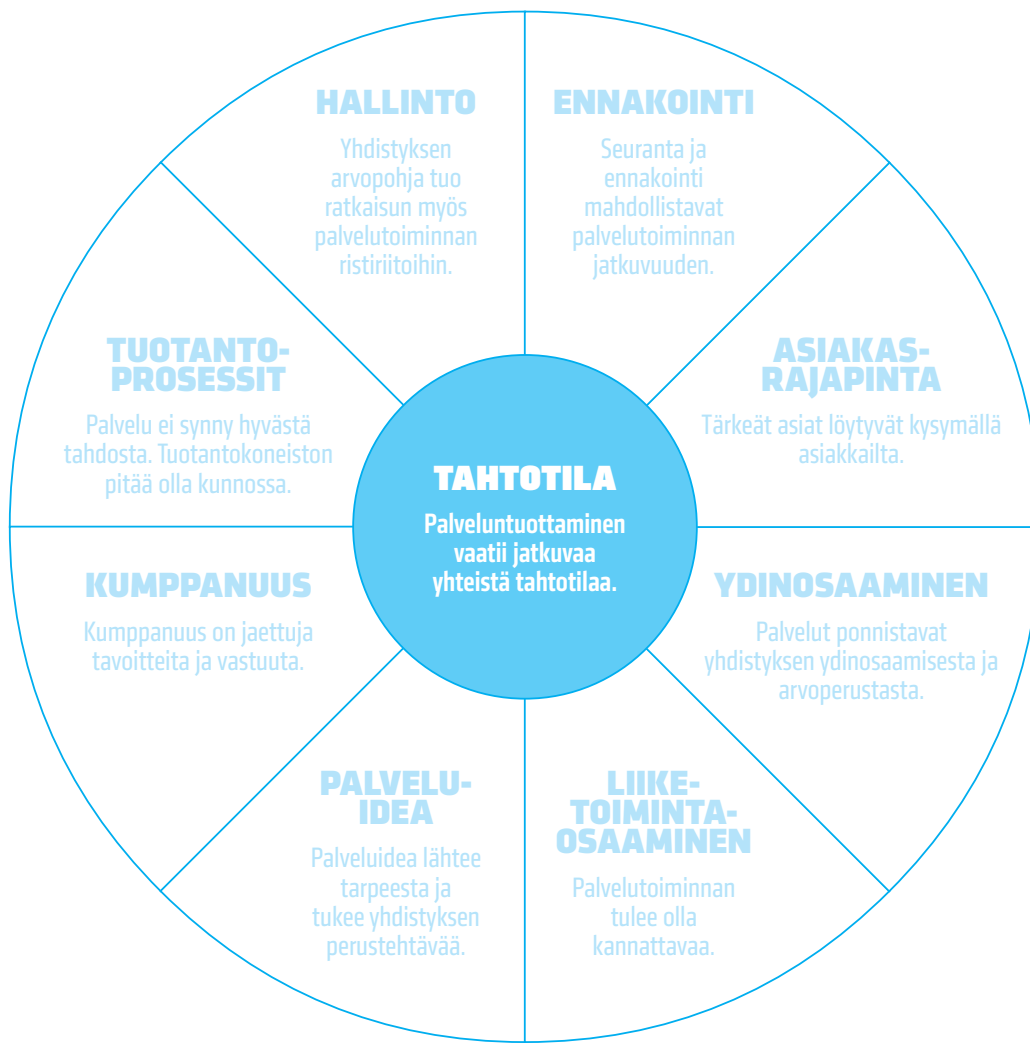 HALLINTO
Yhdistyksen
arvopohja tuo
ratkaisun myös
palvelutoiminnan
ristiriitoihin.
ENNAKOINTI
Seuranta ja
ennakointi
mahdollistavat
palvelutoiminnan
jatkuvuuden.
TUOTANTO-
PROSESSIT
Palvelu ei synny hyvästä
tahdosta. Tuotantokoneiston
pitää olla kunnossa.
ASIAKAS-
RAJAPINTA
Tärkeät asiat löytyvät kysymällä
asiakkailta.
TAHTOTILA
Palveluntuottaminen
vaatii jatkuvaa
yhteistä tahtotilaa.
KUMPPANUUS
Kumppanuus on jaettuja
tavoitteita ja vastuuta.
YDINOSAAMINEN
Palvelut ponnistavat
yhdistyksen ydinosaamisesta ja
arvoperustasta.
PALVELU-
IDEA
Palveluidea lähtee
tarpeesta ja
tukee yhdistyksen
perustehtävää.
LIIKE-
TOIMINTA-
OSAAMINEN
Palvelutoiminnan
tulee olla
kannattavaa.